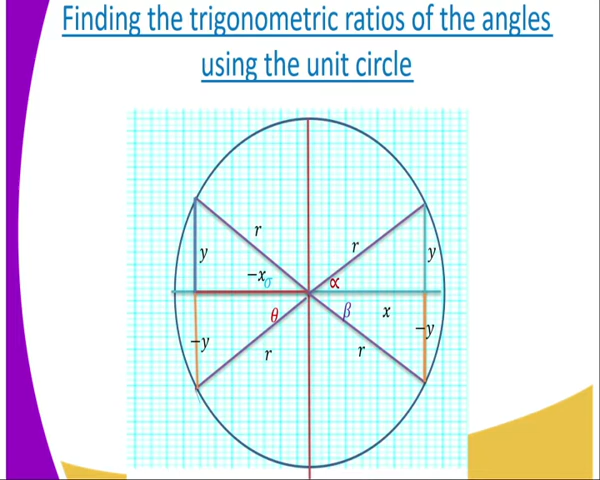 Finding the trigonometric ratios of the angles
using the unit circle
r
r
y
y
−x
σ
∝
θ
β
x
−y
−y
r
r